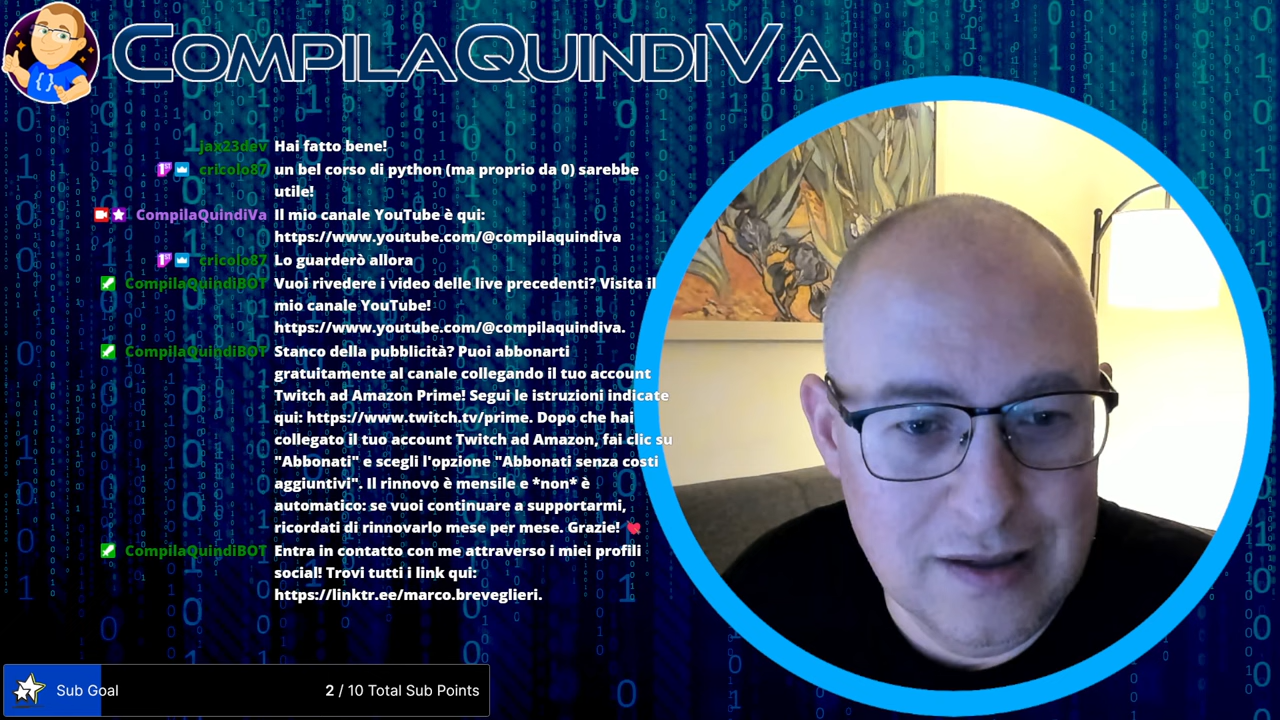 COMPILAQUINDIVA
jax23dev Hai fatto bene!
cricolo87 un bel corso di python (ma proprio da 0) sarebbe
utile!
CompilaQuindiVa Il mio canale YouTube è qui:
https://www.youtube.com/@compilaquindiva
cricolo87 Lo guarderò allora
CompilaQuindiBOT Vuoi rivedere i video delle live precedenti? Visita il
mio canale YouTube!
https://www.youtube.com/@compilaquindiva.
CompilaQuindiBOT Stanco della pubblicità? Puoi abbonarti
gratuitamente al canale collegando il tuo account
Twitch ad Amazon Prime! Segui le istruzioni indicate
qui: https://www.twitch.tv/prime. Dopo che hai
collegato il tuo account Twitch ad Amazon, fai clic su
"Abbonati" e scegli l'opzione "Abbonati senza costi
aggiuntivi". Il rinnovo è mensile e *non* è
automatico: se vuoi continuare a supportarmi,
ricordati di rinnovarlo mese per mese. Grazie!
CompilaQuindiBOT Entra in contatto con me attraverso i miei profili
social! Trovi tutti i link qui:
https://linktr.ee/marco.breveglieri.
Sub Goal 2 / 10 Total Sub Points